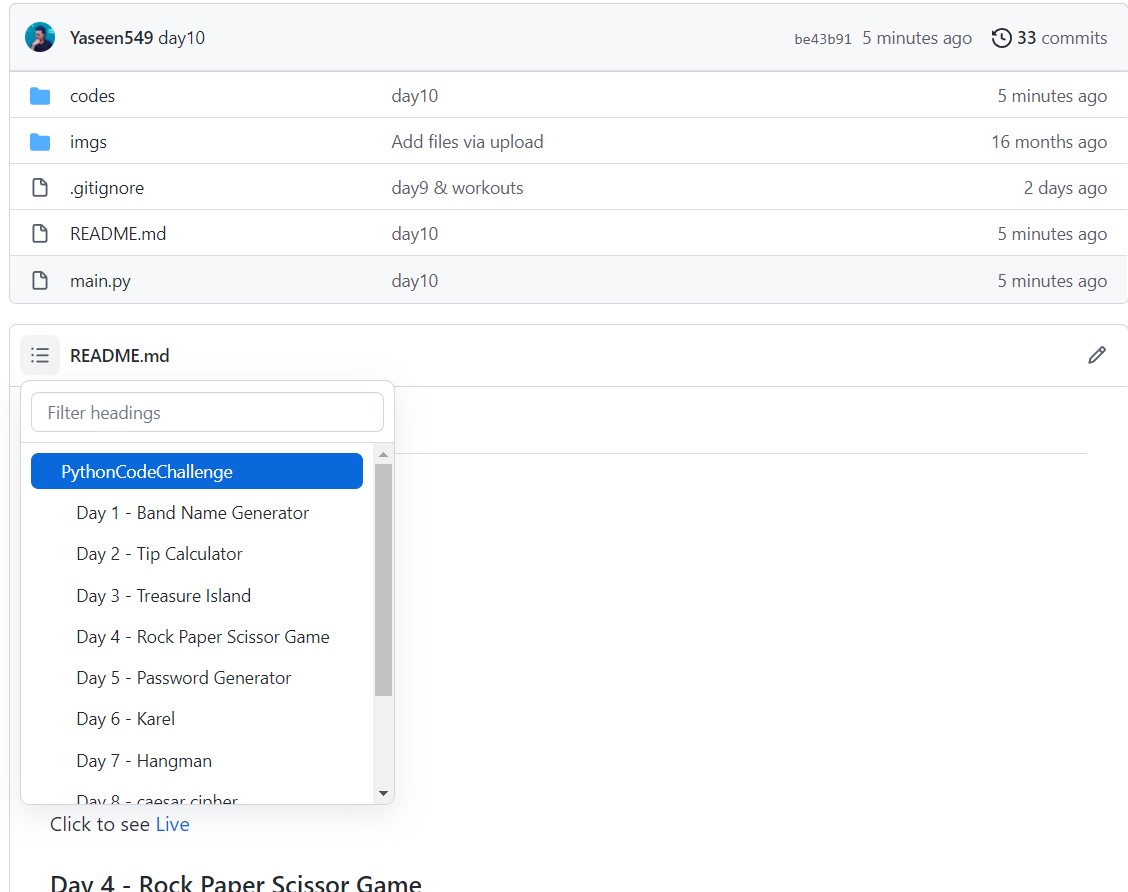 Yaseen549 day10 be43b91 5 minutes ago 33 commits
codes day10 5 minutes ago
imgs Add files via upload 16 months ago
.gitignore day9 & workouts 2 days ago
README.md day10 5 minutes ago
main.py day10 5 minutes ago
README.md
Filter headings
PythonCodeChallenge
Day 1 - Band Name Generator
Day 2 - Tip Calculator
Day 3 - Treasure Island
Day 4 - Rock Paper Scissor Game
Day 5 - Password Generator
Day 6 - Karel
Day 7 - Hangman
Day 8 - caesar cipher
Click to see Live
Day 4 - Rock Paper Scissor Game